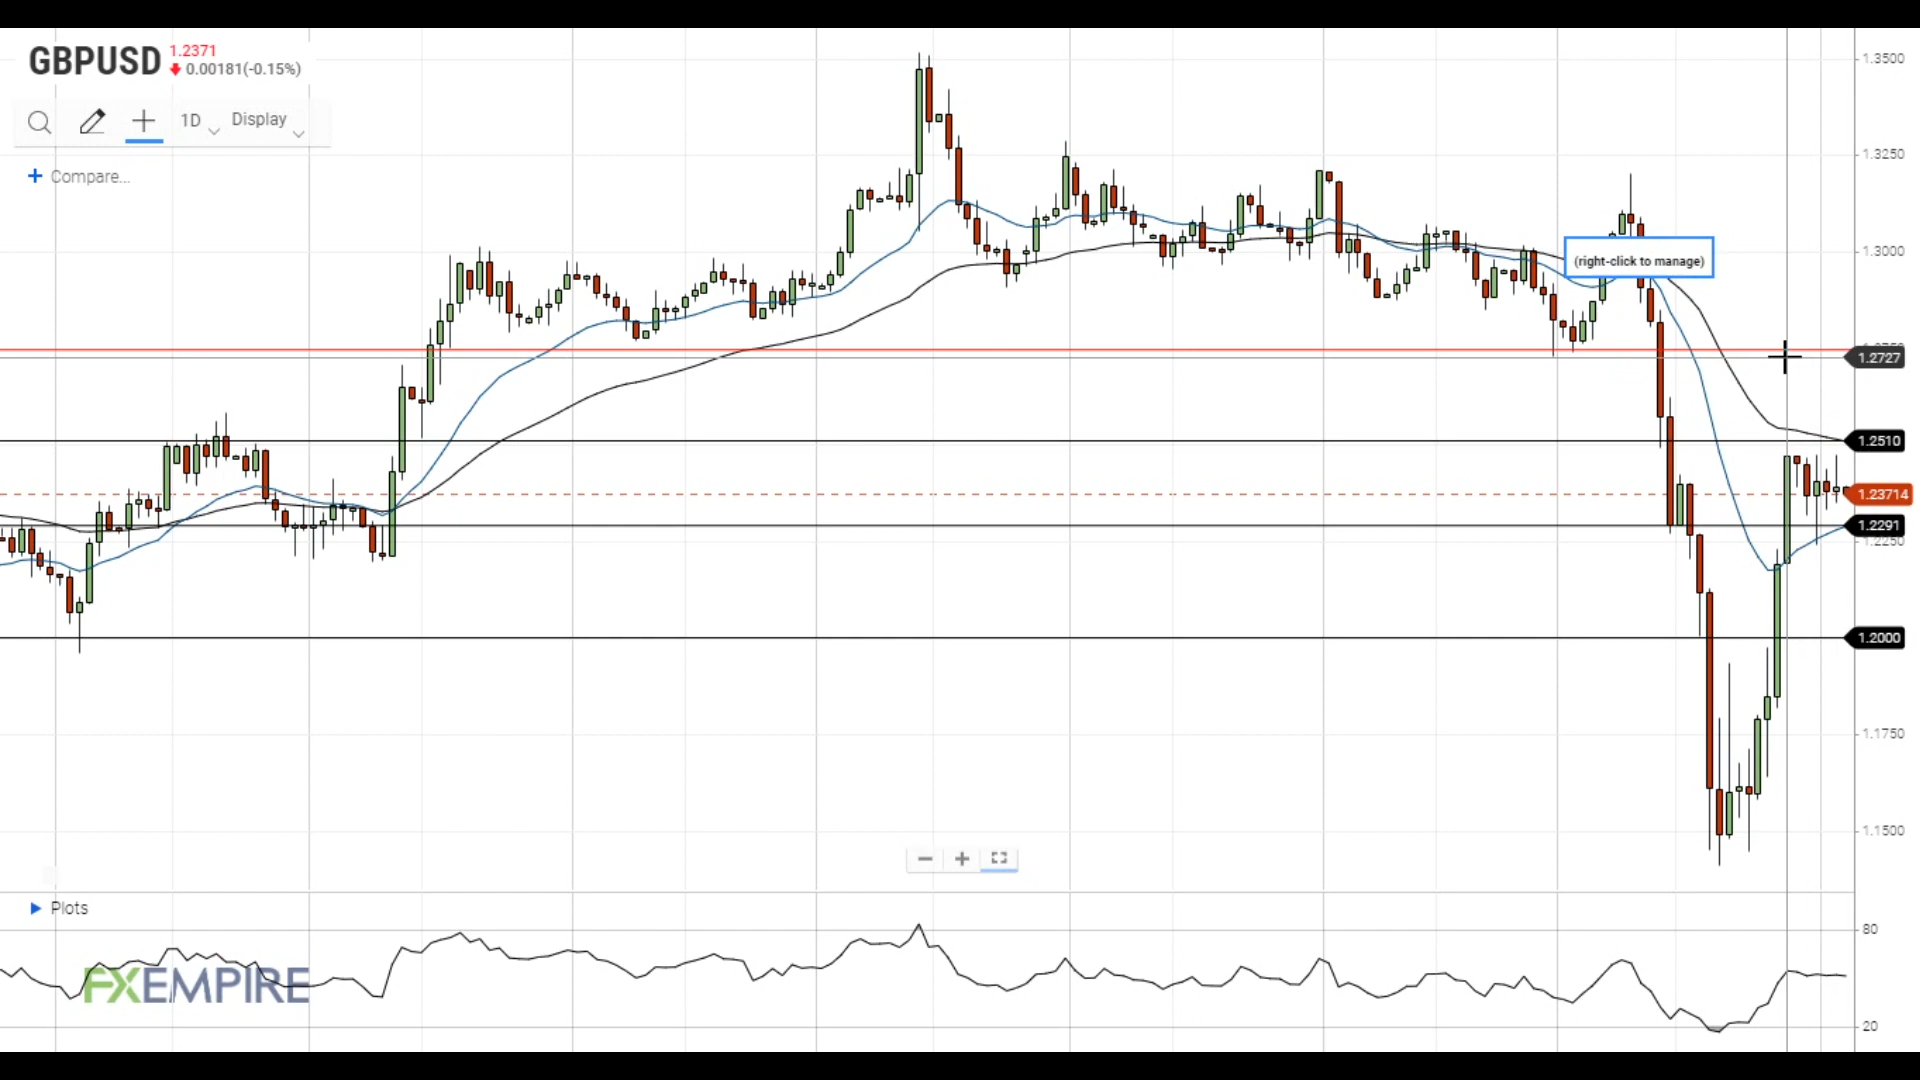 GBPUSD
1.2371
0.00181(-0.15%)
1D
Display
Compare...
(right-click to manage)
1.3500
1.3250
1.3000
1.2727
1.2510
1.23714
1.2291
1.2250
1.2000
1.1750
1.1500
Plots
80
FXEMPIRE
20